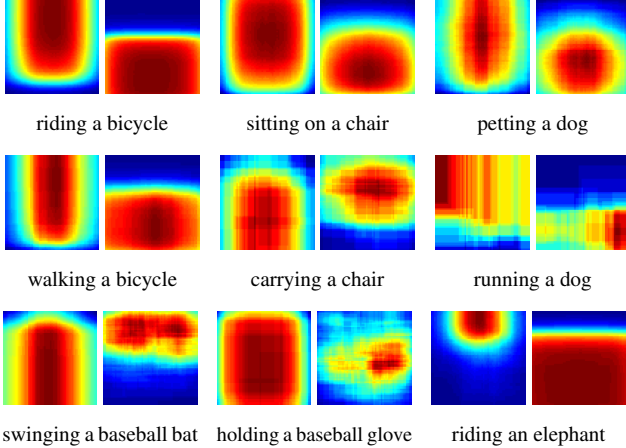 riding a bicycle
sitting on a chair
petting a dog
walking a bicycle
carrying a chair
running a dog
swinging a baseball bat
holding a baseball glove
riding an elephant